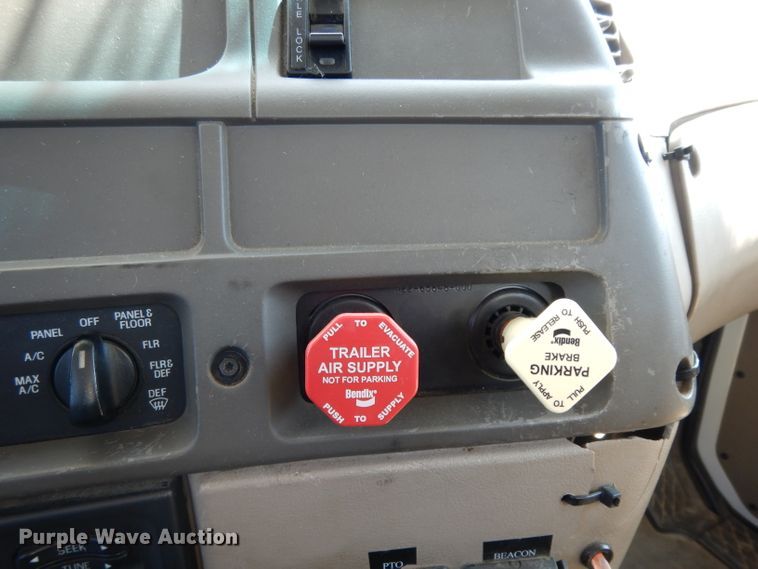 LE LOCK
OFF
PANEL
PANEL &
FLOOR
A/C
FLR
MAX
A/C
FLR &
DEF
DEF
PULL TO EVACUATE
TRAILER
AIR SUPPLY
NOT FOR PARKING
Bendix
PUSH TO SUPPLY
PUSH TO RELEASE
Bendix
PARKING
BRAKE
PULL TO APPLY
SEEK
TUNE
PTO
BEACON
Purple Wave Auction